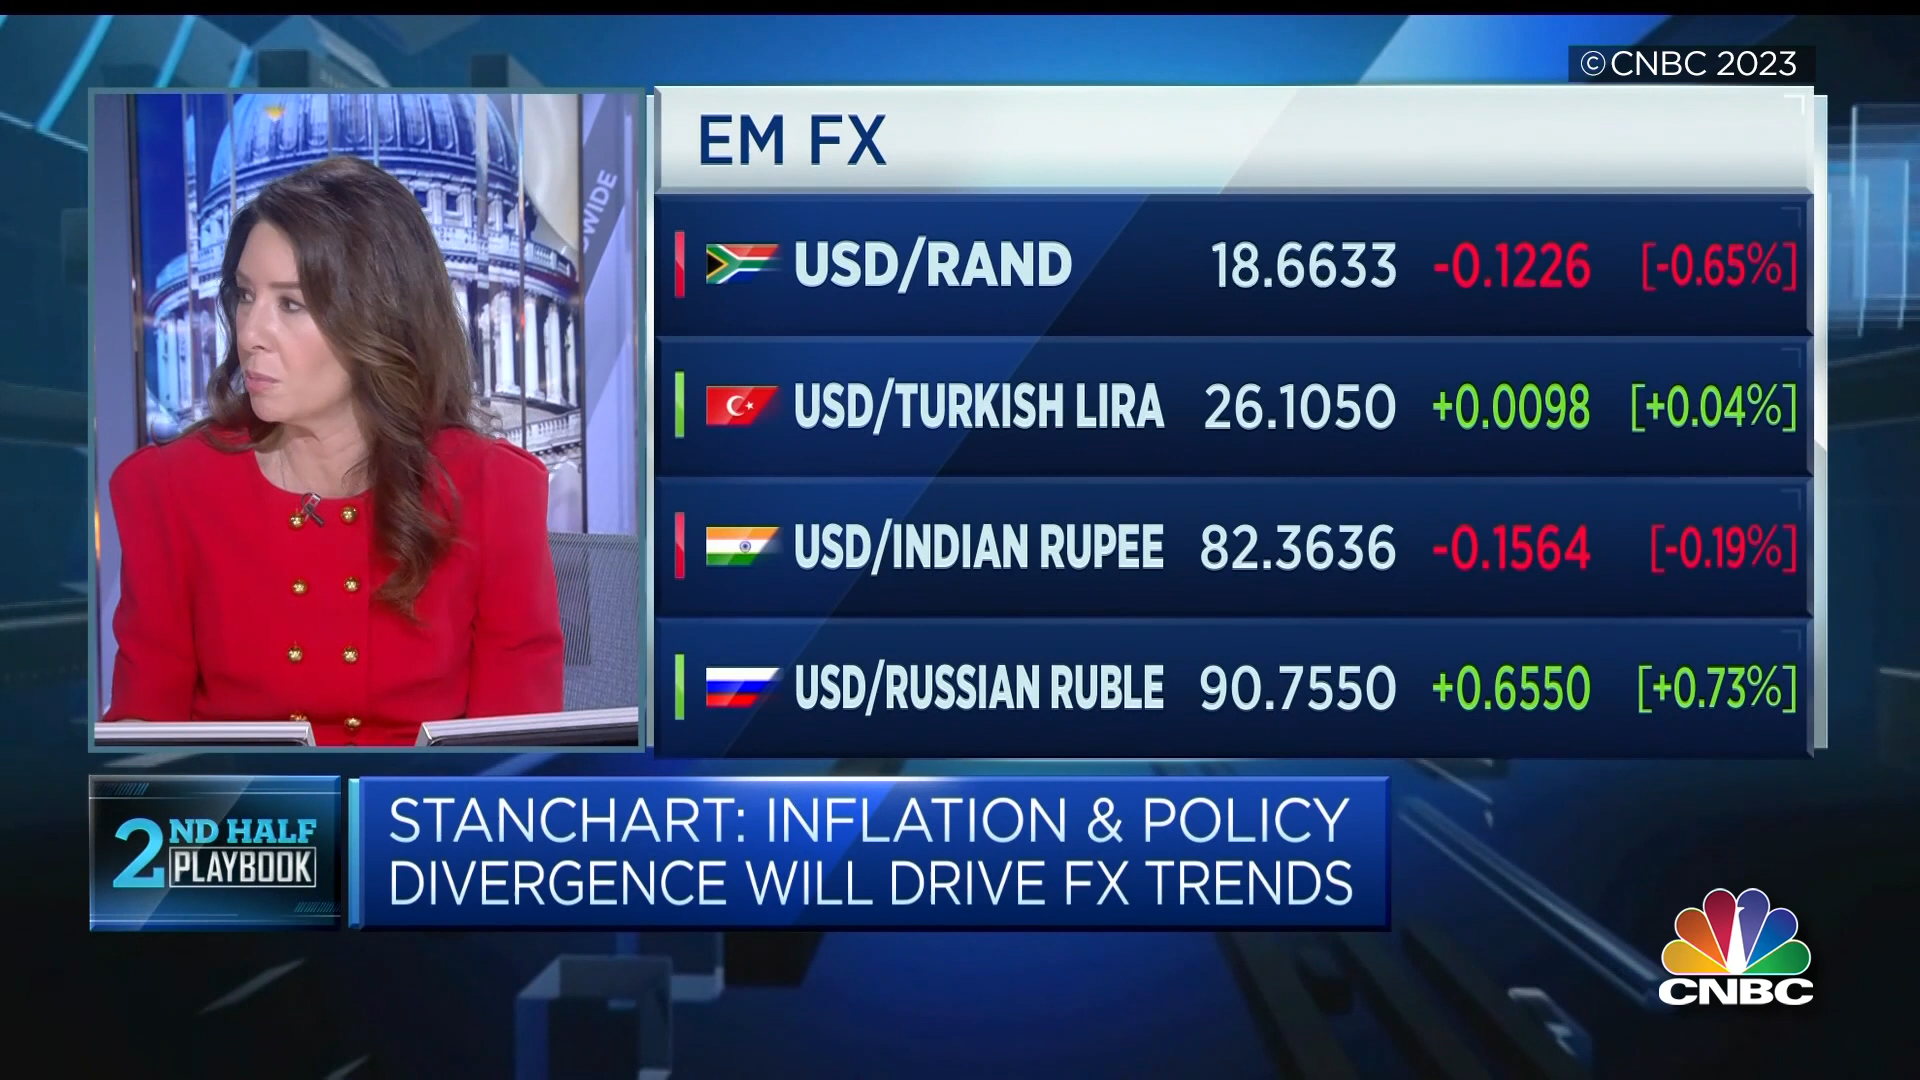 ©CNBC 2023
WIDE
EM FX
USD/RAND 18.6633 -0.1226 [-0.65%]
USD/TURKISH LIRA 26.1050 +0.0098 [+0.04%]
USD/INDIAN RUPEE 82.3636 -0.1564 [-0.19%]
USD/RUSSIAN RUBLE 90.7550 +0.6550 [+0.73%]
2ND HALF
PLAYBOOK
STANCHART: INFLATION & POLICY
DIVERGENCE WILL DRIVE FX TRENDS
CNBC